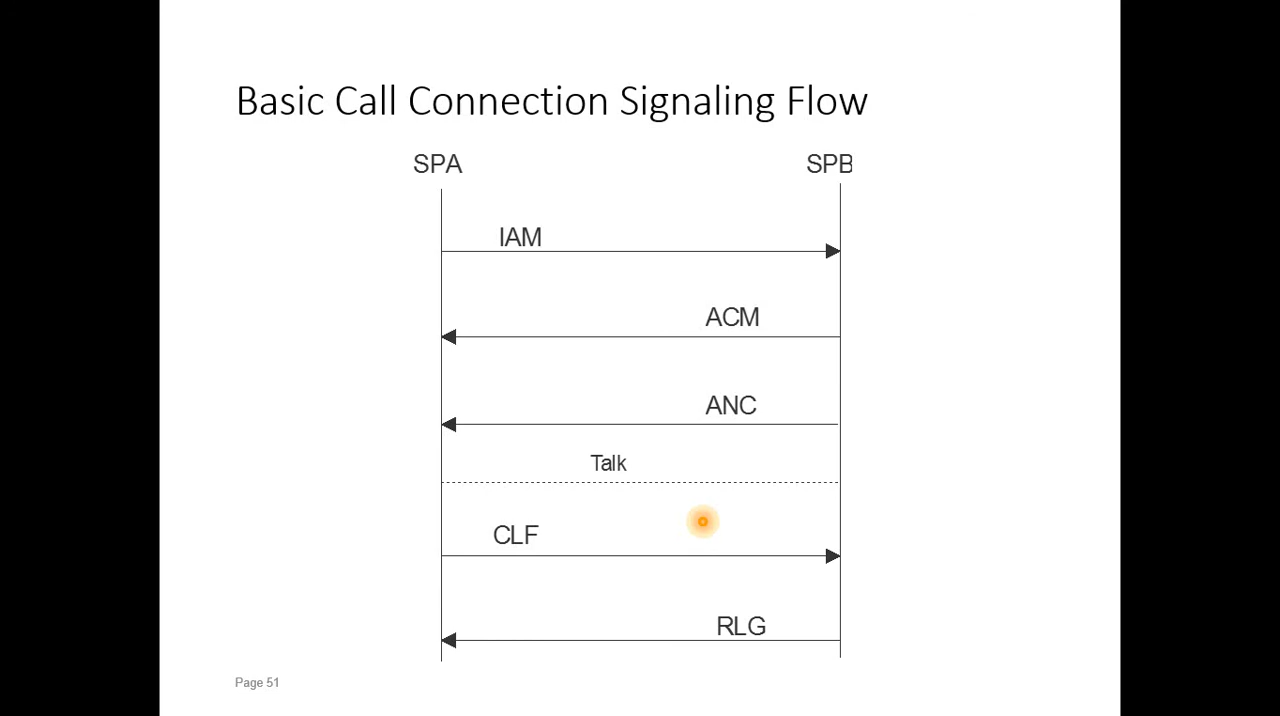 Basic Call Connection Signaling Flow
SPA SPB
IAM
ACM
ANC
Talk
CLF
RLG
Page 51